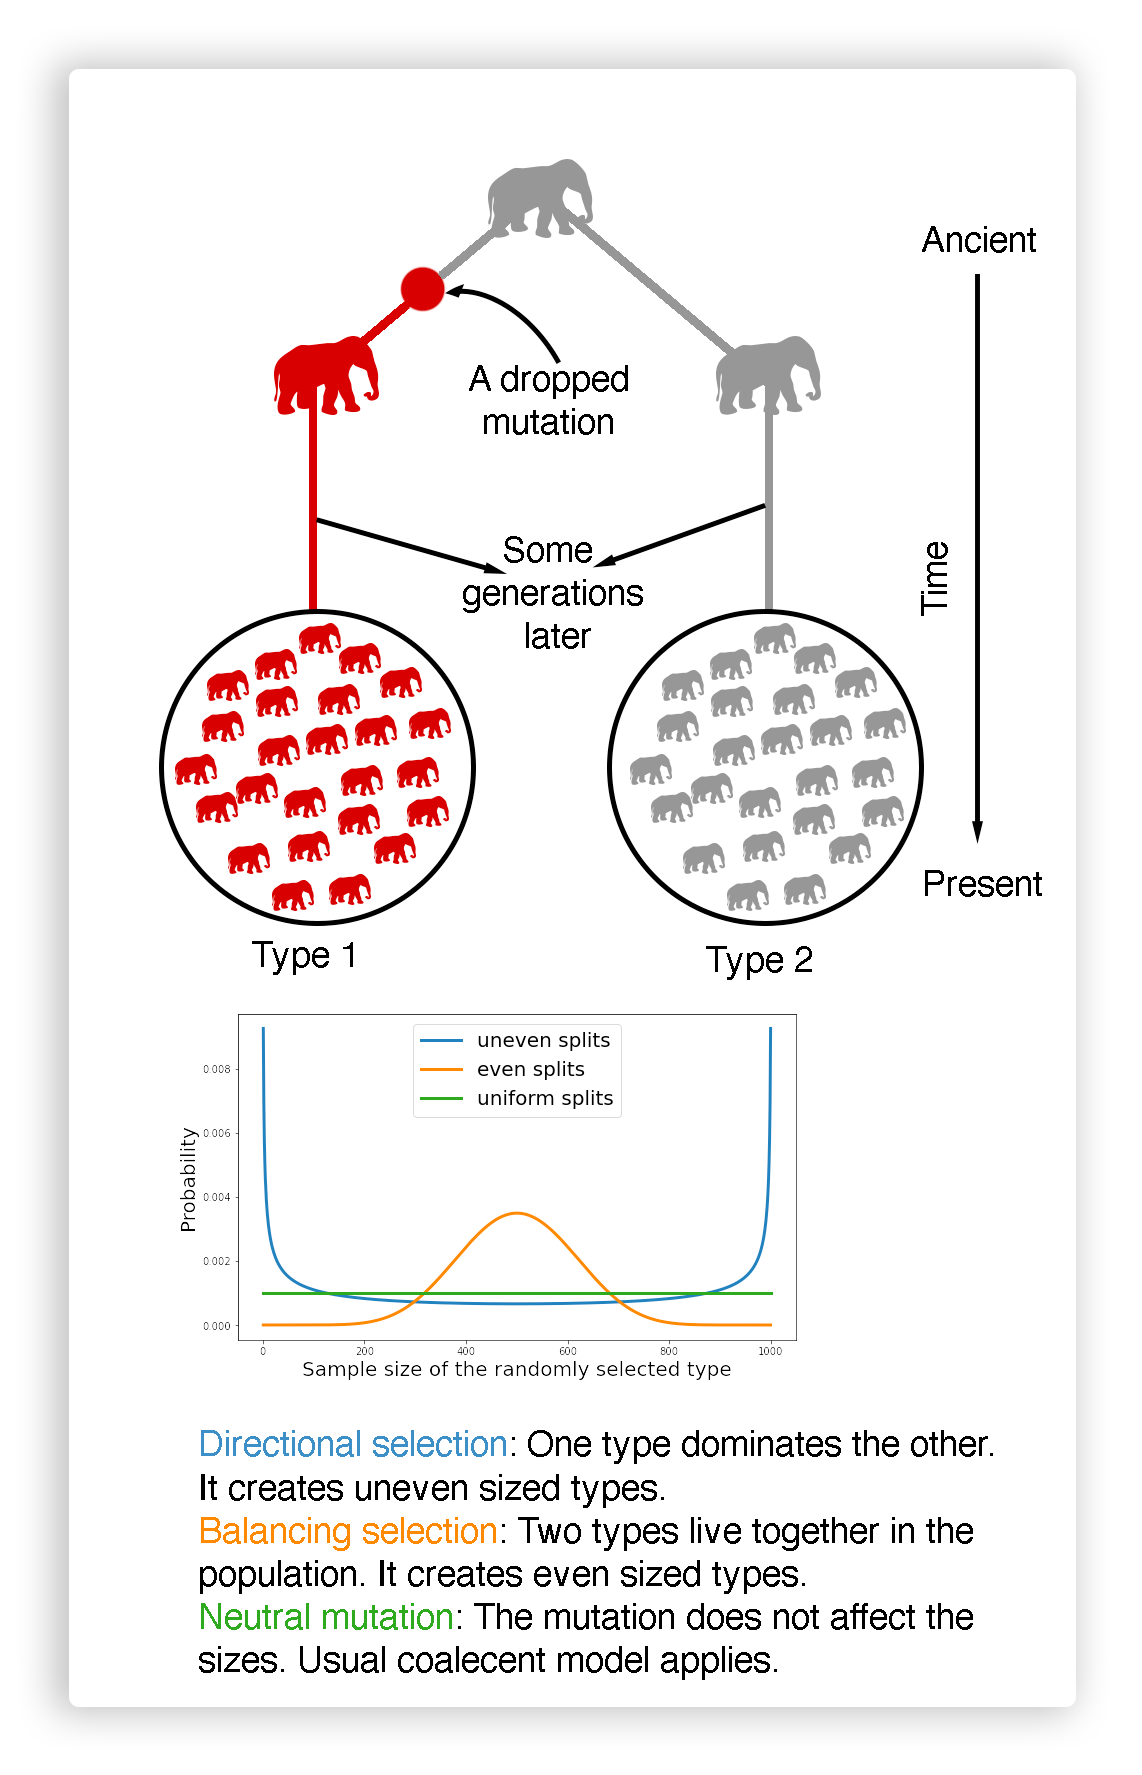 Ancient
A dropped
mutation
Some
generations
later
Time
Present
Type 1
Type 2
uneven splits
even splits
uniform splits
Probability
0.008
0.006
0.004
0.002
0.000
0
200
400
600
800
1000
Sample size of the randomly selected type
Directional selection: One type dominates the other.
It creates uneven sized types.
Balancing selection: Two types live together in the
population. It creates even sized types.
Neutral mutation: The mutation does not affect the
sizes. Usual coalecent model applies.